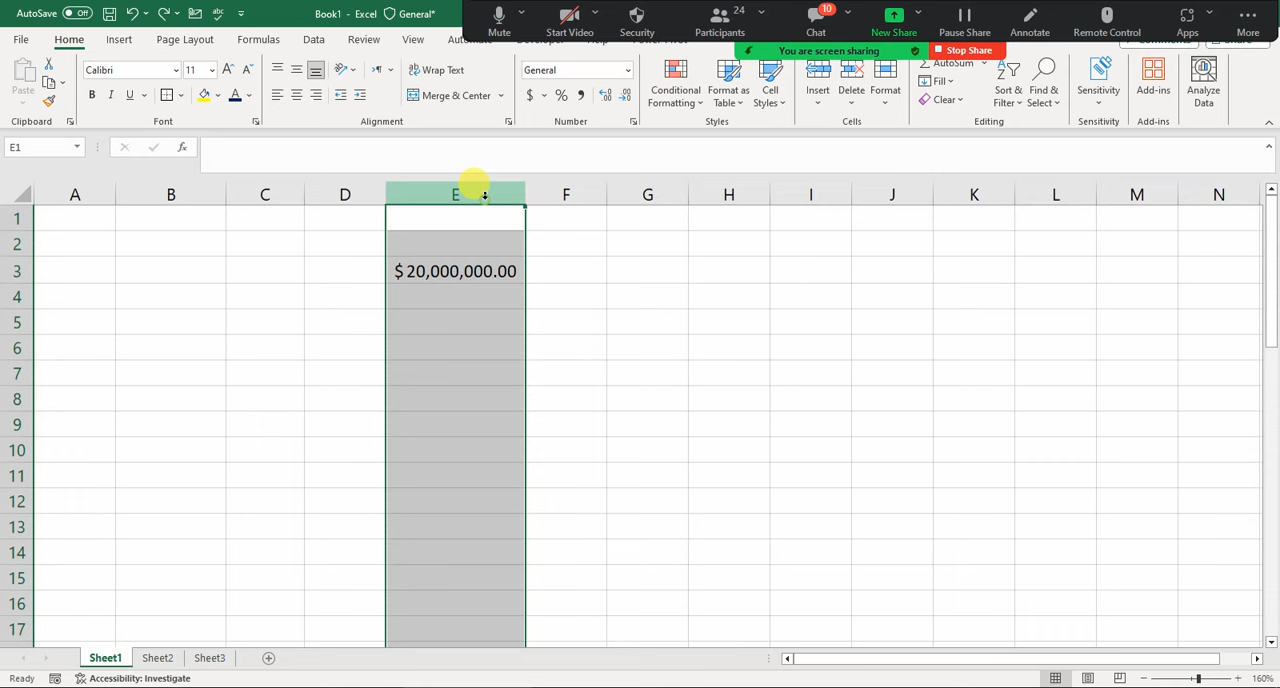 AutoSave Off Book1 - Excel General*
Mute Start Video Security Participants 24 Chat 10 New Share Pause Share Annotate Remote Control Apps More
You are screen sharing Stop Share
File Home Insert Page Layout Formulas Data Review View
Paste Calibri 11 Wrap Text General Conditional Formatting Format as Table Cell Styles Insert Delete Format AutoSum Sort & Filter Find & Select Sensitivity Add-ins Analyze Data
B I U A Merge & Center $ % Fill Clear
Clipboard Font Alignment Number Styles Cells Editing Sensitivity Add-ins
E1 fx
A B C D E F G H I J K L M N
1
2
3 $ 20,000,000.00
4
5
6
7
8
9
10
11
12
13
14
15
16
17
Sheet1 Sheet2 Sheet3
Ready Accessibility: Investigate 160%